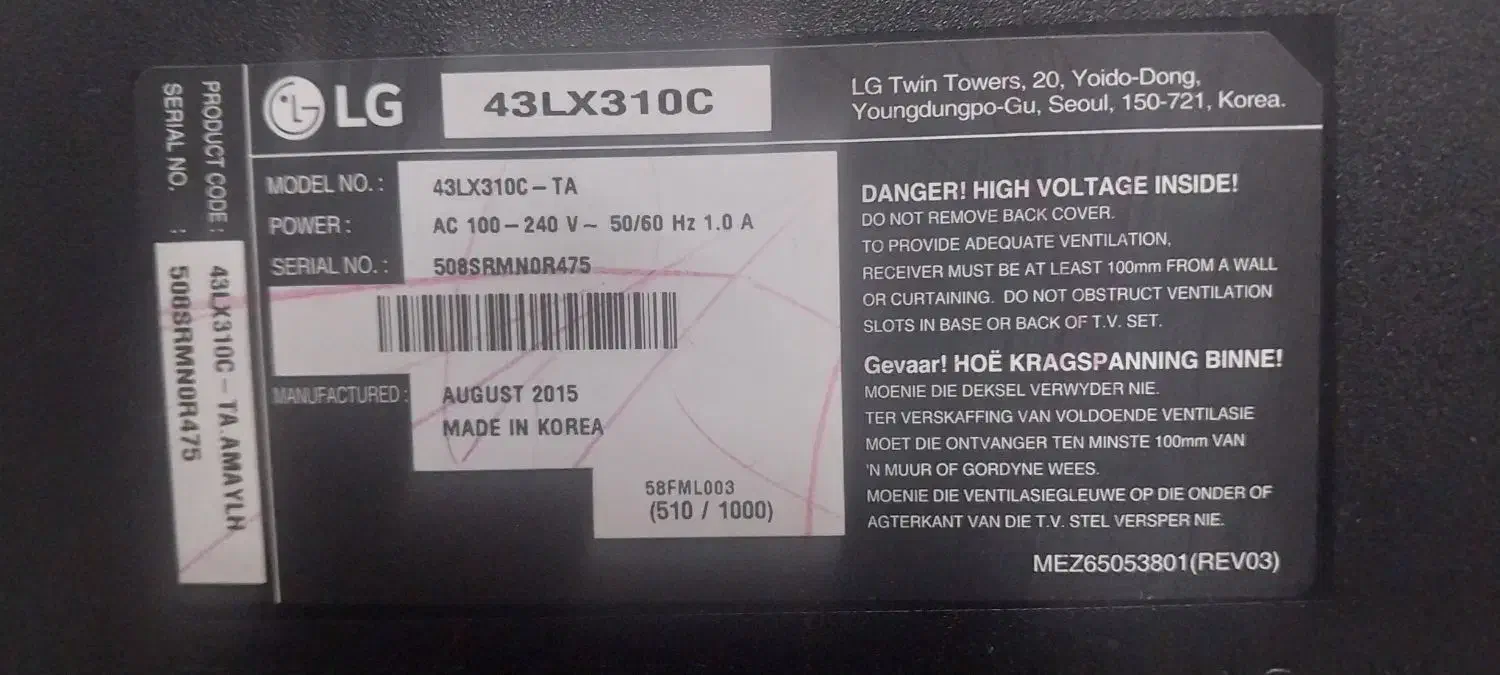 PRODUCT CODE : 43LX310C – TA.AMAYLH
SERIAL NO. : 508SRMN0R475
LG
43LX310C
LG Twin Towers, 20, Yoido-Dong,
Youngdungpo-Gu, Seoul, 150-721, Korea.
MODEL NO. : 43LX310C – TA
POWER : AC 100 – 240 V ~ 50/60 Hz 1.0 A
SERIAL NO. : 508SRMN0R475
MANUFACTURED : AUGUST 2015
MADE IN KOREA
58FML003
(510 / 1000)
DANGER! HIGH VOLTAGE INSIDE!
DO NOT REMOVE BACK COVER.
TO PROVIDE ADEQUATE VENTILATION,
RECEIVER MUST BE AT LEAST 100mm FROM A WALL
OR CURTAINING. DO NOT OBSTRUCT VENTILATION
SLOTS IN BASE OR BACK OF T.V. SET.
Gevaar! HOË KRAGSPANNING BINNE!
MOENIE DIE DEKSEL VERWYDER NIE.
TER VERSKAFFING VAN VOLDOENDE VENTILASIE
MOET DIE ONTVANGER TEN MINSTE 100mm VAN
'N MUUR OF GORDYNE WEES.
MOENIE DIE VENTILASIEGLEUWE OP DIE ONDER OF
AGTERKANT VAN DIE T.V. STEL VERSPER NIE.
MEZ65053801(REV03)